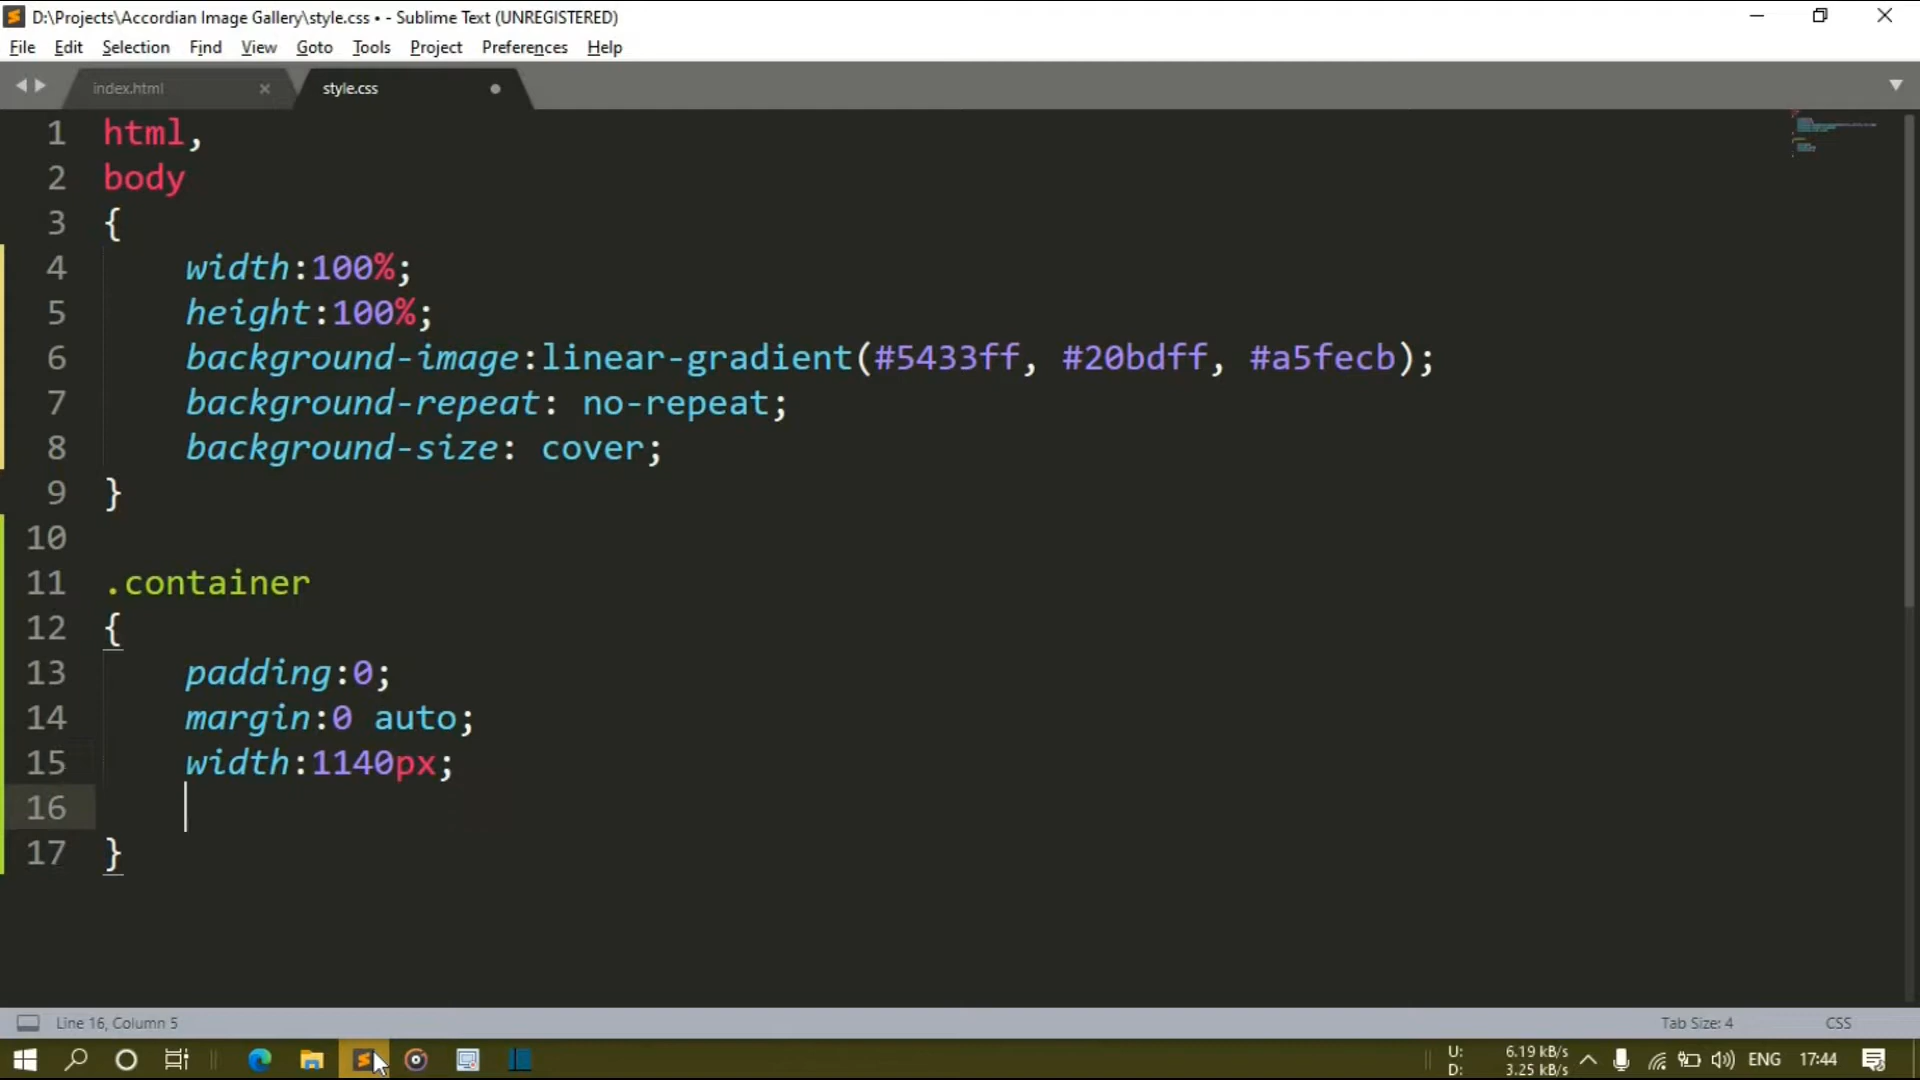 D:\Projects\Accordian Image Gallery\style.css • - Sublime Text (UNREGISTERED)
File Edit Selection Find View Goto Tools Project Preferences Help
index.html × style.css
1 html,
2 body
3 {
4 width:100%;
5 height:100%;
6 background-image:linear-gradient(#5433ff, #20bdff, #a5fecb);
7 background-repeat: no-repeat;
8 background-size: cover;
9 }
10
11 .container
12 {
13 padding:0;
14 margin:0 auto;
15 width:1140px;
16
17 }
Line 16, Column 5 Tab Size: 4 CSS
U: 6.19 kB/s
D: 3.25 kB/s
ENG 17:44